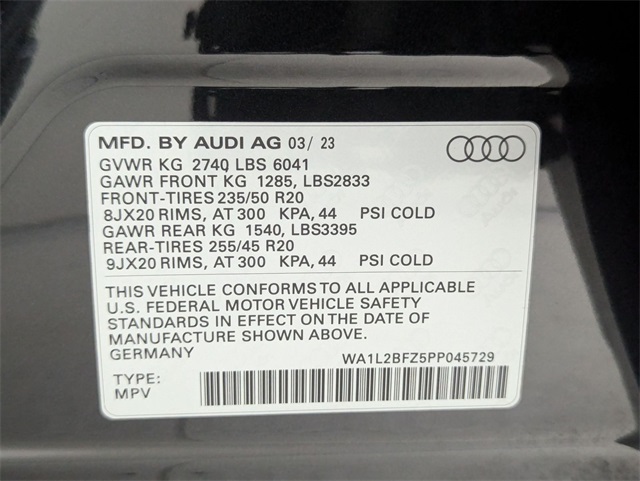 MFD. BY AUDI AG 03/ 23
GVWR KG 2740 LBS 6041
GAWR FRONT KG 1285, LBS2833
FRONT-TIRES 235/50 R20
8JX20 RIMS, AT 300 KPA, 44 PSI COLD
GAWR REAR KG 1540, LBS3395
REAR-TIRES 255/45 R20
9JX20 RIMS, AT 300 KPA, 44 PSI COLD
THIS VEHICLE CONFORMS TO ALL APPLICABLE
U.S. FEDERAL MOTOR VEHICLE SAFETY
STANDARDS IN EFFECT ON THE DATE OF
MANUFACTURE SHOWN ABOVE.
GERMANY WA1L2BFZ5PP045729
TYPE:
MPV